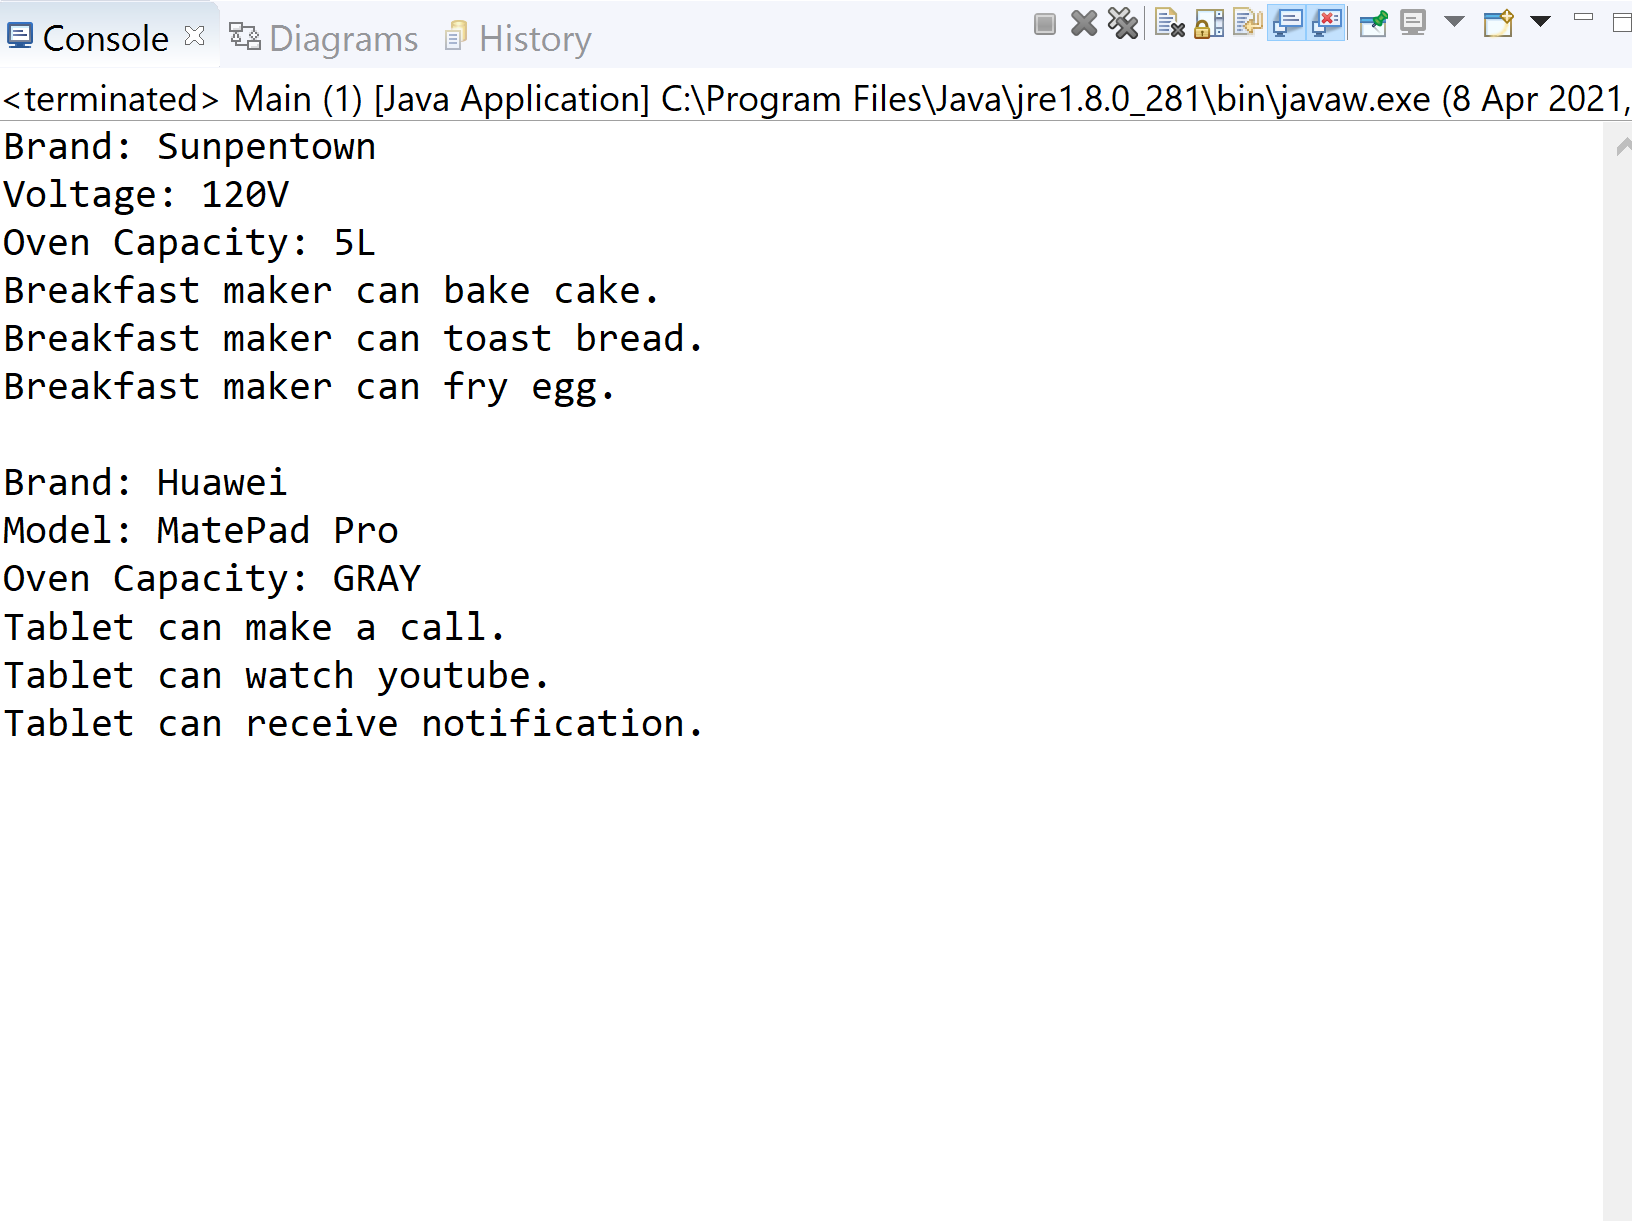 Console Diagrams History
<terminated> Main (1) [Java Application] C:\Program Files\Java\jre1.8.0_281\bin\javaw.exe (8 Apr 2021,
Brand: Sunpentown
Voltage: 120V
Oven Capacity: 5L
Breakfast maker can bake cake.
Breakfast maker can toast bread.
Breakfast maker can fry egg.
Brand: Huawei
Model: MatePad Pro
Oven Capacity: GRAY
Tablet can make a call.
Tablet can watch youtube.
Tablet can receive notification.